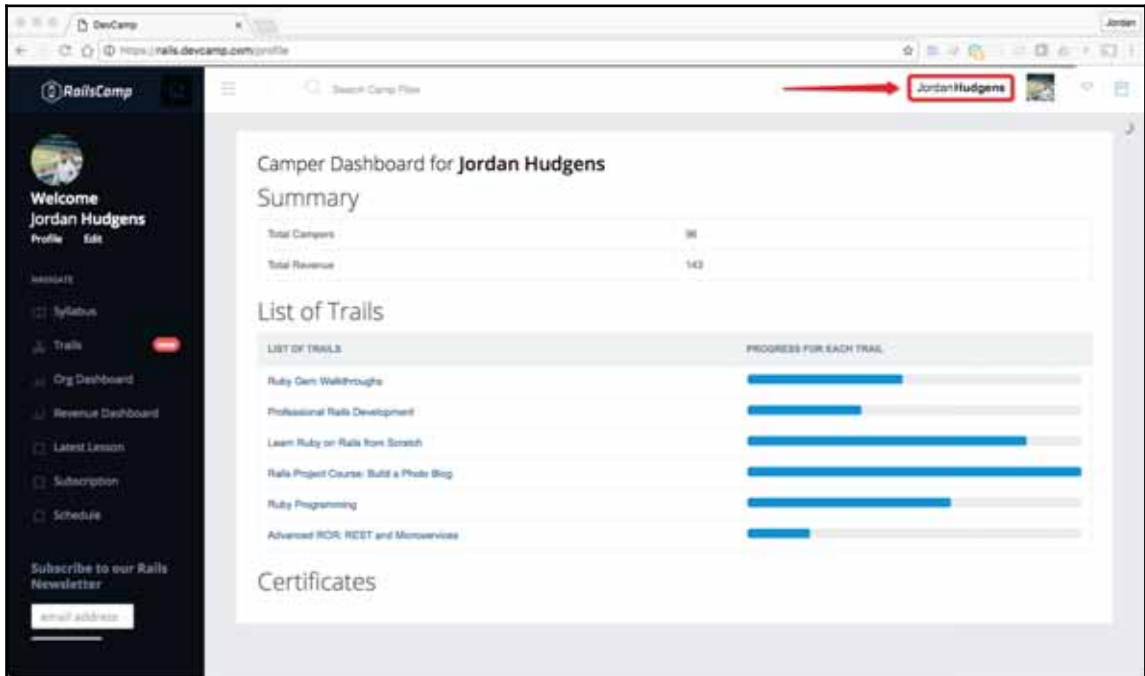 DevCamp
Jordan
https://rails.devcamp.com/profile
RailsCamp
Search Camp Files
JordanHudgens
Welcome
Jordan Hudgens
Profile Edit
NAVIGATE
Syllabus
Trails
Org Dashboard
Revenue Dashboard
Latest Lesson
Subscription
Schedule
Subscribe to our Rails
Newsletter
email address
Camper Dashboard for Jordan Hudgens
Summary
Total Campers
Total Revenue 143
List of Trails
LIST OF TRAILS PROGRESS FOR EACH TRAIL
Ruby Gem Walkthroughs
Professional Rails Development
Learn Ruby on Rails from Scratch
Rails Project Course: Build a Photo Blog
Ruby Programming
Advanced ROR: REST and Microservices
Certificates